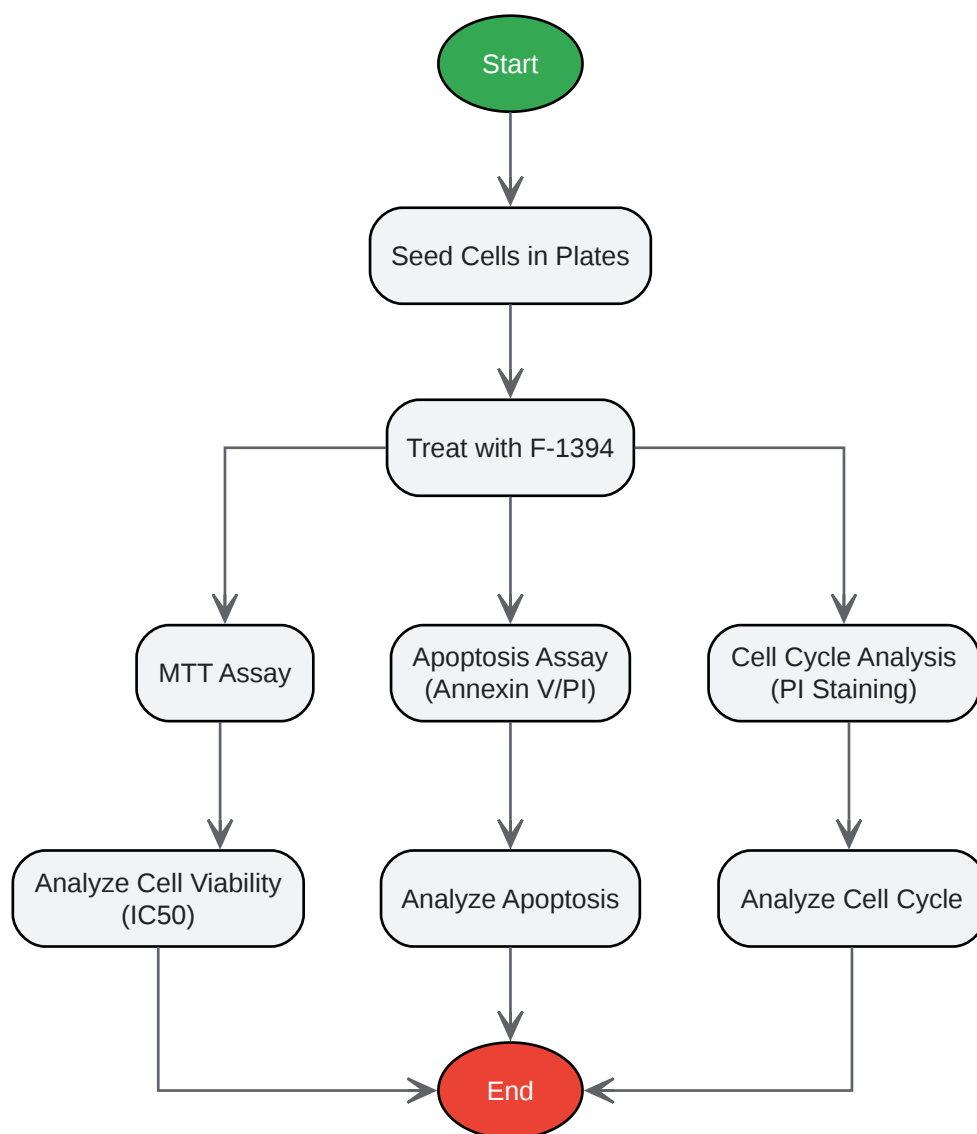 Start
Seed Cells in Plates
Treat with F-1394
MTT Assay
Apoptosis Assay
(Annexin V/PI)
Cell Cycle Analysis
(PI Staining)
Analyze Cell Viability
(IC50)
Analyze Apoptosis
Analyze Cell Cycle
End